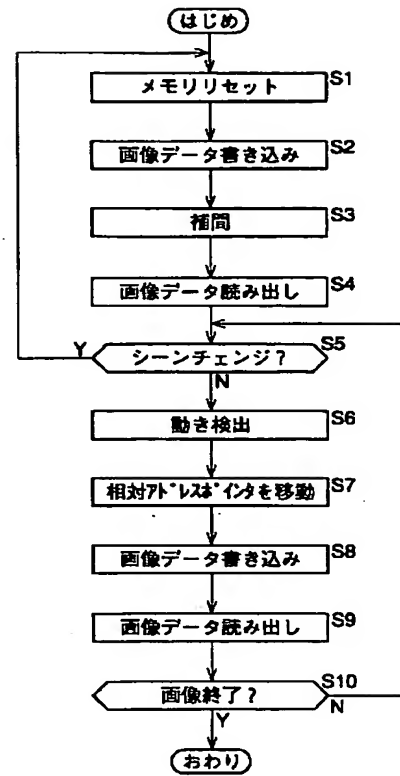 はじめ
メモリリセット S1
画像データ書き込み S2
補間 S3
画像データ読み出し S4
シーンチェンジ? S5
Y
N
動き検出 S6
相対ｱﾄﾞﾚｽﾎﾟｲﾝﾀを移動 S7
画像データ書き込み S8
画像データ読み出し S9
画像終了? S10
N
Y
おわり